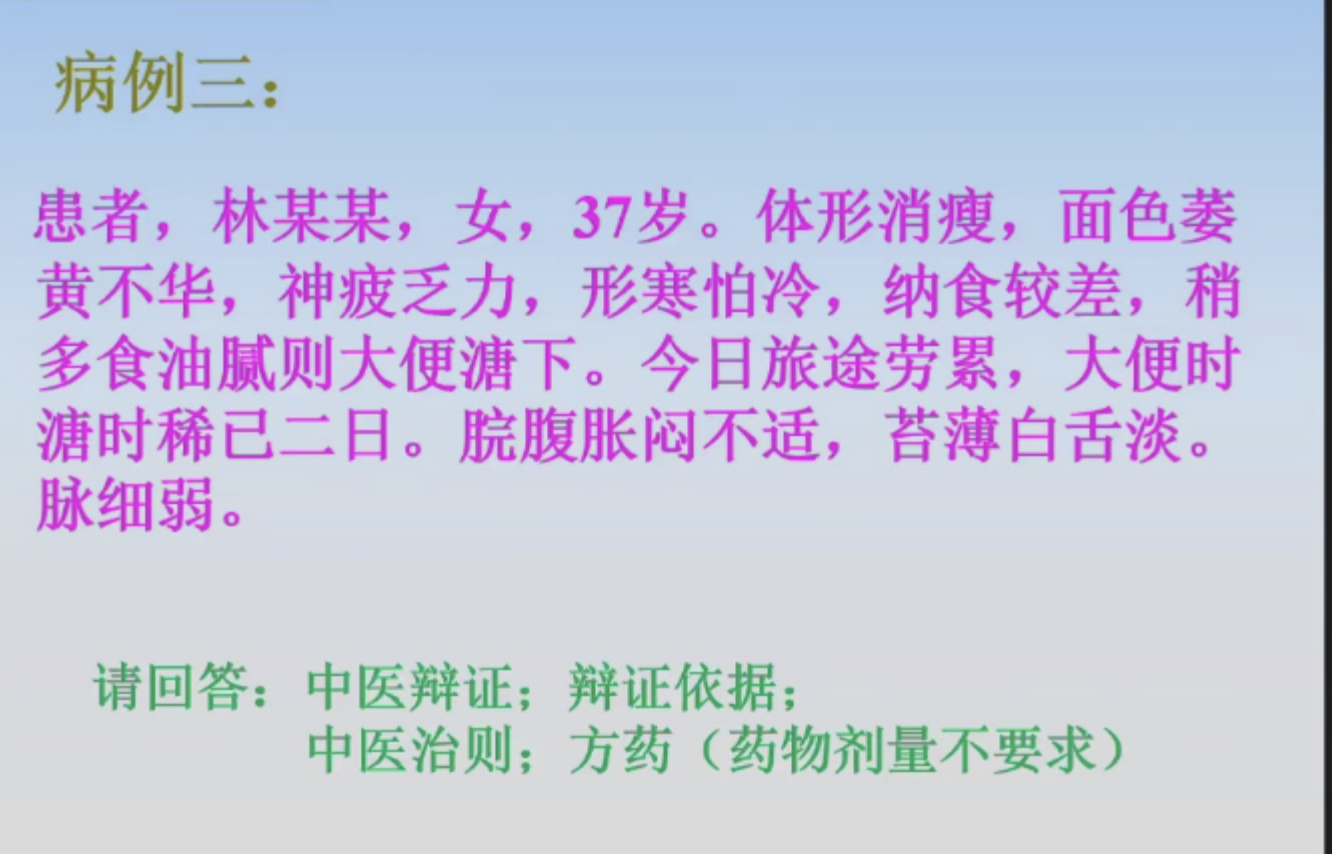 病例三：
患者，林某某，女，37岁。体形消瘦，面色萎
黄不华，神疲乏力，形寒怕冷，纳食较差，稍
多食油腻则大便溏下。今日旅途劳累，大便时
溏时稀已二日。脘腹胀闷不适，苔薄白舌淡。
脉细弱。
请回答：中医辩证；辩证依据；
中医治则；方药（药物剂量不要求）